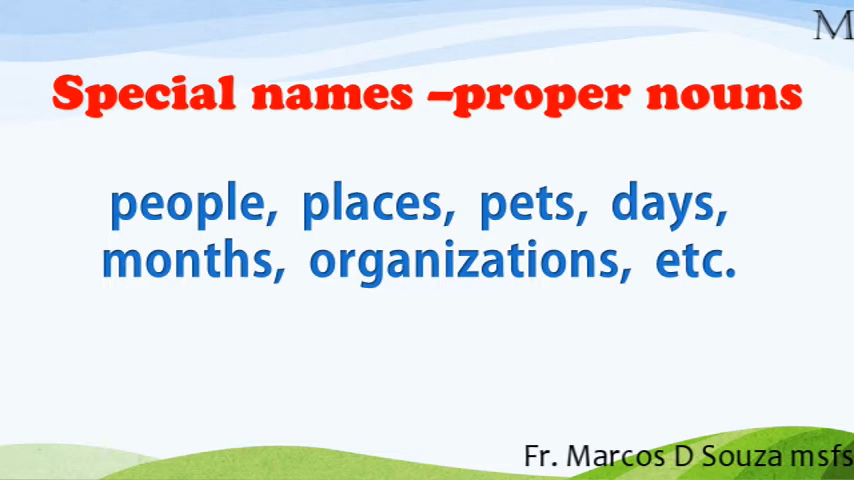 M
Special names –proper nouns
people, places, pets, days,
months, organizations, etc.
Fr. Marcos D Souza msfs